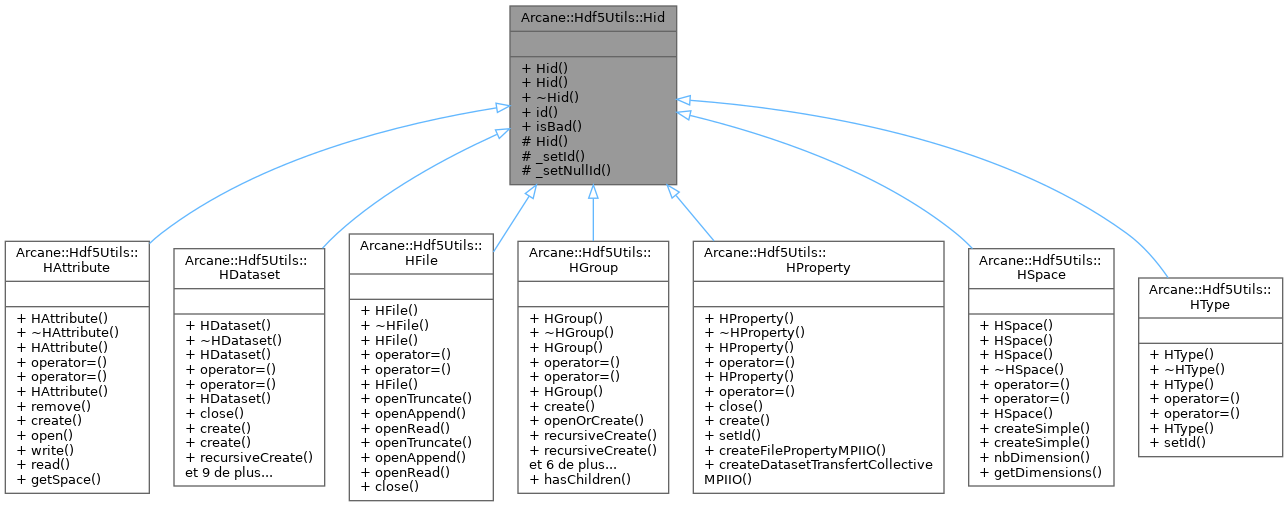 Arcane::Hdf5Utils::Hid
+ Hid()
+ Hid()
+ ~Hid()
+ id()
+ isBad()
# Hid()
# _setId()
# _setNullId()
Arcane::Hdf5Utils::
HAttribute
+ HAttribute()
+ ~HAttribute()
+ HAttribute()
+ operator=()
+ operator=()
+ HAttribute()
+ remove()
+ create()
+ open()
+ write()
+ read()
+ getSpace()
Arcane::Hdf5Utils::
HDataset
+ HDataset()
+ ~HDataset()
+ HDataset()
+ operator=()
+ operator=()
+ HDataset()
+ close()
+ create()
+ create()
+ recursiveCreate()
et 9 de plus...
Arcane::Hdf5Utils::
HFile
+ HFile()
+ ~HFile()
+ HFile()
+ operator=()
+ operator=()
+ HFile()
+ openTruncate()
+ openAppend()
+ openRead()
+ openTruncate()
+ openAppend()
+ openRead()
+ close()
Arcane::Hdf5Utils::
HGroup
+ HGroup()
+ ~HGroup()
+ HGroup()
+ operator=()
+ operator=()
+ HGroup()
+ create()
+ openOrCreate()
+ recursiveCreate()
+ recursiveCreate()
et 6 de plus...
+ hasChildren()
Arcane::Hdf5Utils::
HProperty
+ HProperty()
+ ~HProperty()
+ HProperty()
+ operator=()
+ HProperty()
+ operator=()
+ close()
+ create()
+ setId()
+ createFilePropertyMPIIO()
+ createDatasetTransfertCollective
MPIIO()
Arcane::Hdf5Utils::
HSpace
+ HSpace()
+ HSpace()
+ HSpace()
+ ~HSpace()
+ operator=()
+ operator=()
+ HSpace()
+ createSimple()
+ createSimple()
+ nbDimension()
+ getDimensions()
Arcane::Hdf5Utils::
HType
+ HType()
+ ~HType()
+ HType()
+ operator=()
+ operator=()
+ HType()
+ setId()